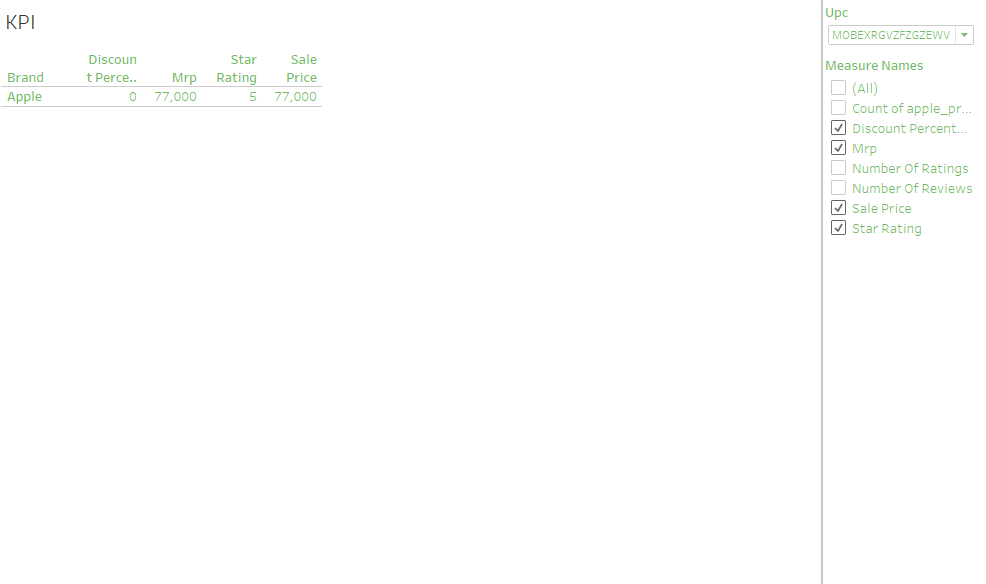 KPI
Discoun Star Sale
Brand t Perce.. Mrp Rating Price
Apple 0 77,000 5 77,000
Upc
MOBEXRGVZFZGZEWV
Measure Names
(All)
Count of apple_pr...
Discount Percent...
Mrp
Number Of Ratings
Number Of Reviews
Sale Price
Star Rating